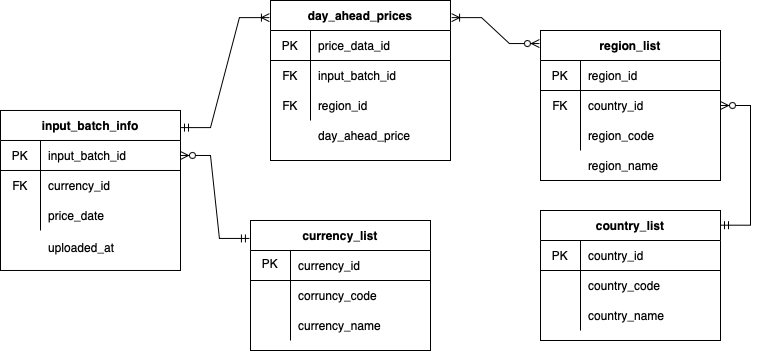 day_ahead_prices
PK price_data_id
FK input_batch_id
FK region_id
day_ahead_price
region_list
PK region_id
FK country_id
region_code
region_name
input_batch_info
PK input_batch_id
FK currency_id
price_date
uploaded_at
currency_list
PK currency_id
corruncy_code
currency_name
country_list
PK country_id
country_code
country_name